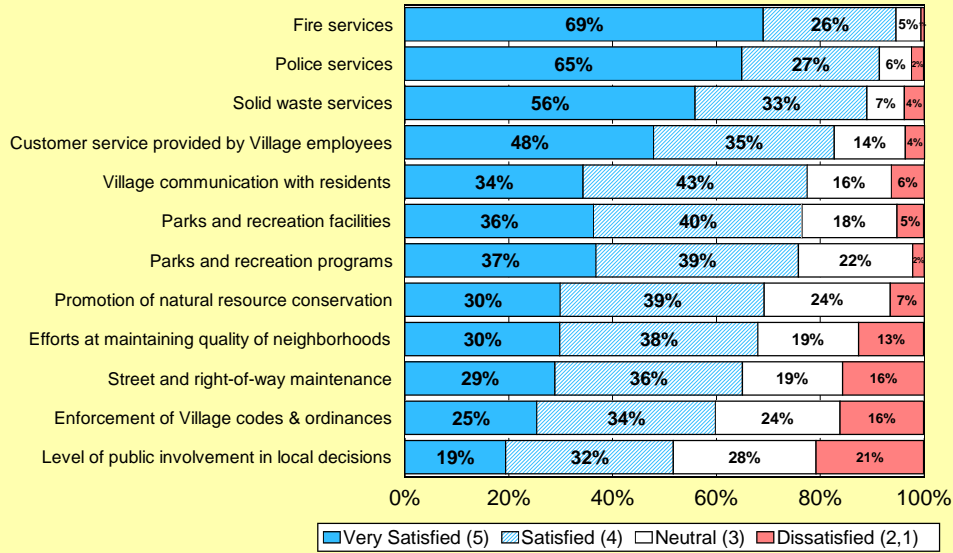 Fire services 69% 26% 5%
Police services 65% 27% 6% 2%
Solid waste services 56% 33% 7% 4%
Customer service provided by Village employees 48% 35% 14% 4%
Village communication with residents 34% 43% 16% 6%
Parks and recreation facilities 36% 40% 18% 5%
Parks and recreation programs 37% 39% 22% 2%
Promotion of natural resource conservation 30% 39% 24% 7%
Efforts at maintaining quality of neighborhoods 30% 38% 19% 13%
Street and right-of-way maintenance 29% 36% 19% 16%
Enforcement of Village codes & ordinances 25% 34% 24% 16%
Level of public involvement in local decisions 19% 32% 28% 21%
0% 20% 40% 60% 80% 100%
Very Satisfied (5) Satisfied (4) Neutral (3) Dissatisfied (2,1)